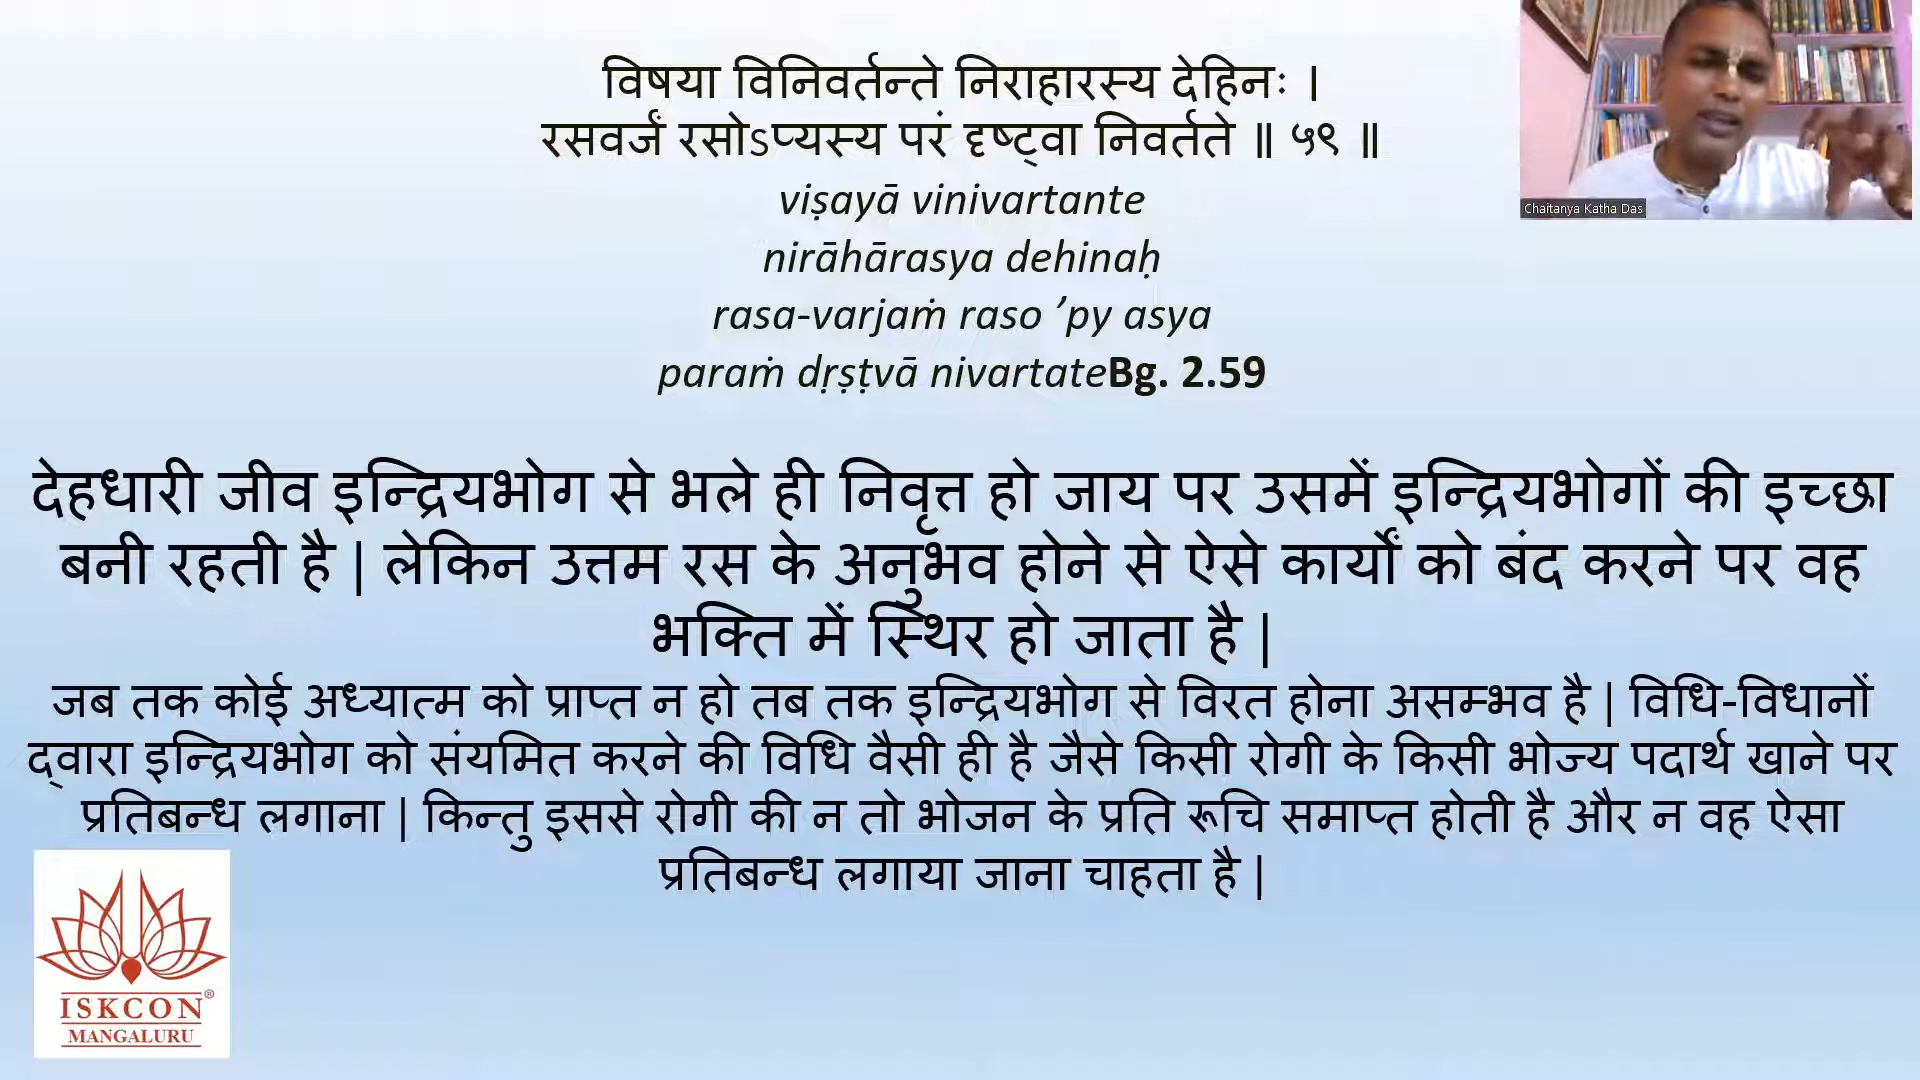 विषया विनिवर्तन्ते निराहारस्य देहिनः ।
रसवर्जं रसोऽप्यस्य परं दृष्ट्वा निवर्तते ॥ ५९ ॥
viṣayā vinivartante
nirāhārasya dehinaḥ
rasa-varjaṁ raso ’py asya
paraṁ dṛṣṭvā nivartateBg. 2.59
Chaitanya Katha Das
देहधारी जीव इन्द्रियभोग से भले ही निवृत्त हो जाय पर उसमें इन्द्रियभोगों की इच्छा
बनी रहती है | लेकिन उत्तम रस के अनुभव होने से ऐसे कार्यों को बंद करने पर वह
भक्ति में स्थिर हो जाता है |
जब तक कोई अध्यात्म को प्राप्त न हो तब तक इन्द्रियभोग से विरत होना असम्भव है | विधि-विधानों
द्वारा इन्द्रियभोग को संयमित करने की विधि वैसी ही है जैसे किसी रोगी के किसी भोज्य पदार्थ खाने पर
प्रतिबन्ध लगाना | किन्तु इससे रोगी की न तो भोजन के प्रति रूचि समाप्त होती है और न वह ऐसा
प्रतिबन्ध लगाया जाना चाहता है |
ISKCON®
MANGALURU